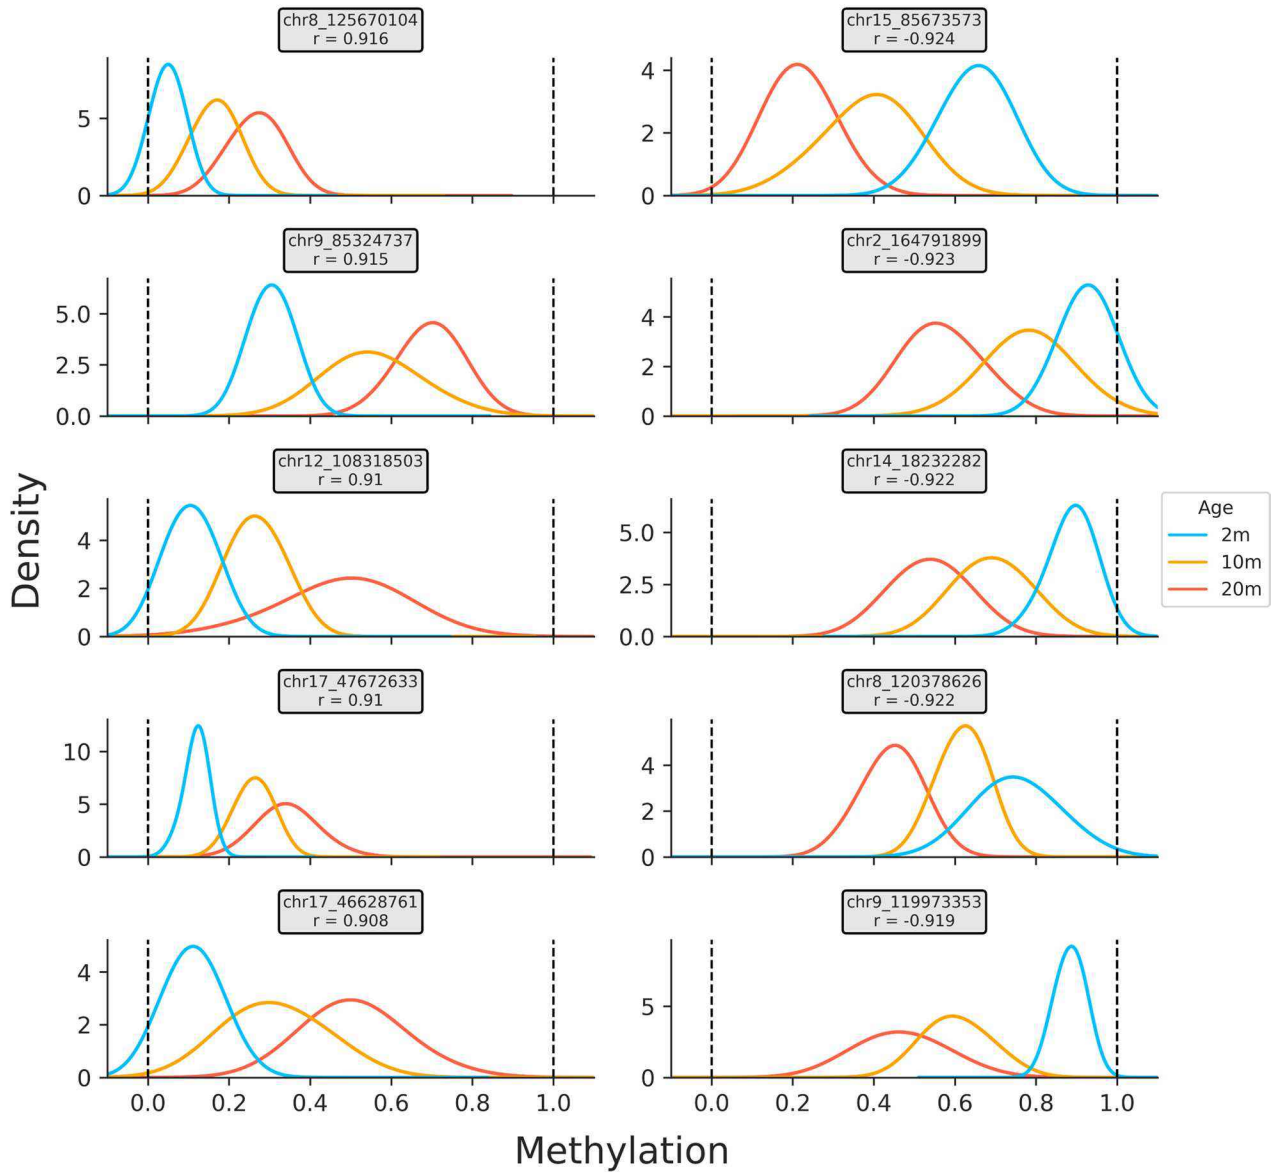 chr8_125670104
r = 0.916
5
0
chr15_85673573
r = -0.924
4
2
0
chr9_85324737
r = 0.915
5.0
2.5
0.0
chr2_164791899
r = -0.923
4
2
0
chr12_108318503
r = 0.91
4
2
0
chr14_18232282
r = -0.922
5.0
2.5
0.0
chr17_47672633
r = 0.91
10
5
0
chr8_120378626
r = -0.922
4
2
0
chr17_46628761
r = 0.908
4
2
0
0.0 0.2 0.4 0.6 0.8 1.0
chr9_119973353
r = -0.919
5
0
0.0 0.2 0.4 0.6 0.8 1.0
Density
Methylation
Age
2m
10m
20m